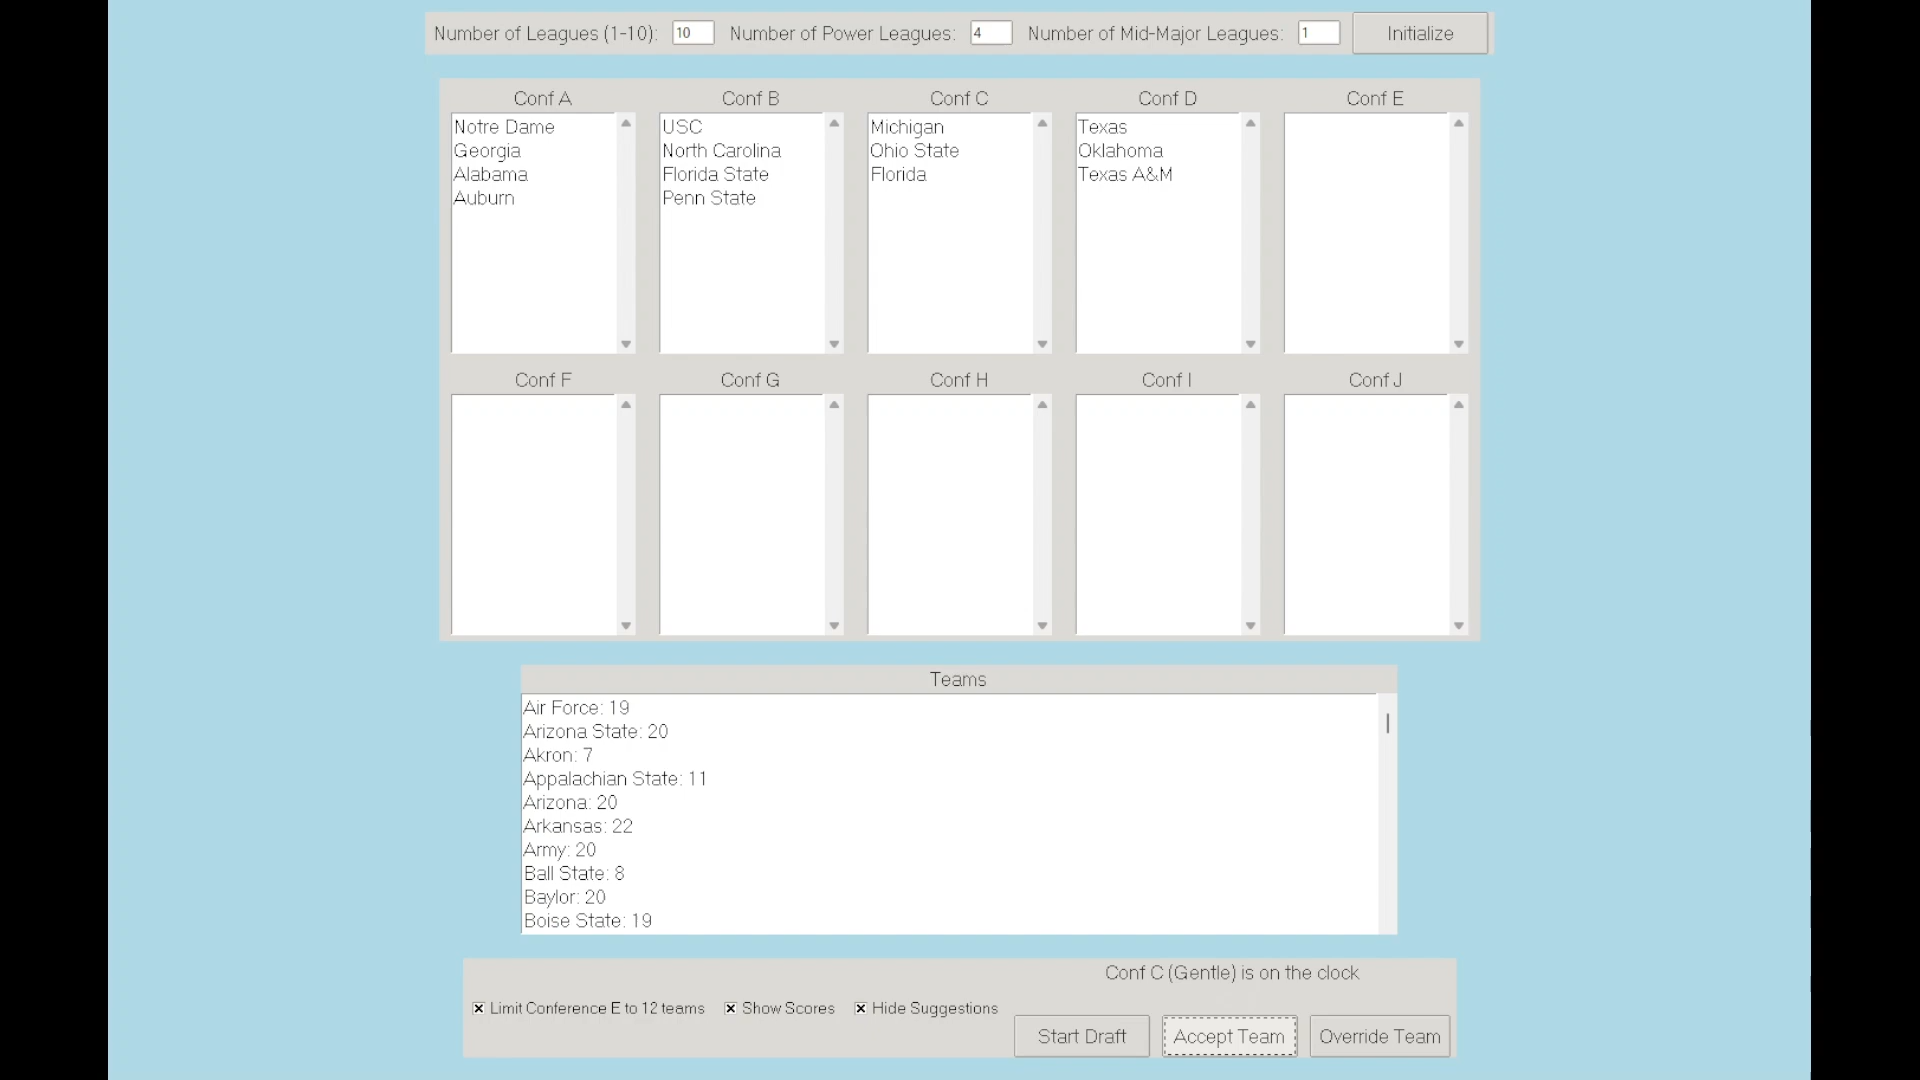 Number of Leagues (1-10): 10 Number of Power Leagues: 4 Number of Mid-Major Leagues: 1 Initialize
Conf A
Notre Dame
Georgia
Alabama
Auburn
Conf B
USC
North Carolina
Florida State
Penn State
Conf C
Michigan
Ohio State
Florida
Conf D
Texas
Oklahoma
Texas A&M
Conf E
Conf F
Conf G
Conf H
Conf I
Conf J
Teams
Air Force: 19
Arizona State: 20
Akron: 7
Appalachian State: 11
Arizona: 20
Arkansas: 22
Army: 20
Ball State: 8
Baylor: 20
Boise State: 19
Conf C (Gentle) is on the clock
Limit Conference E to 12 teams Show Scores Hide Suggestions
Start Draft Accept Team Override Team